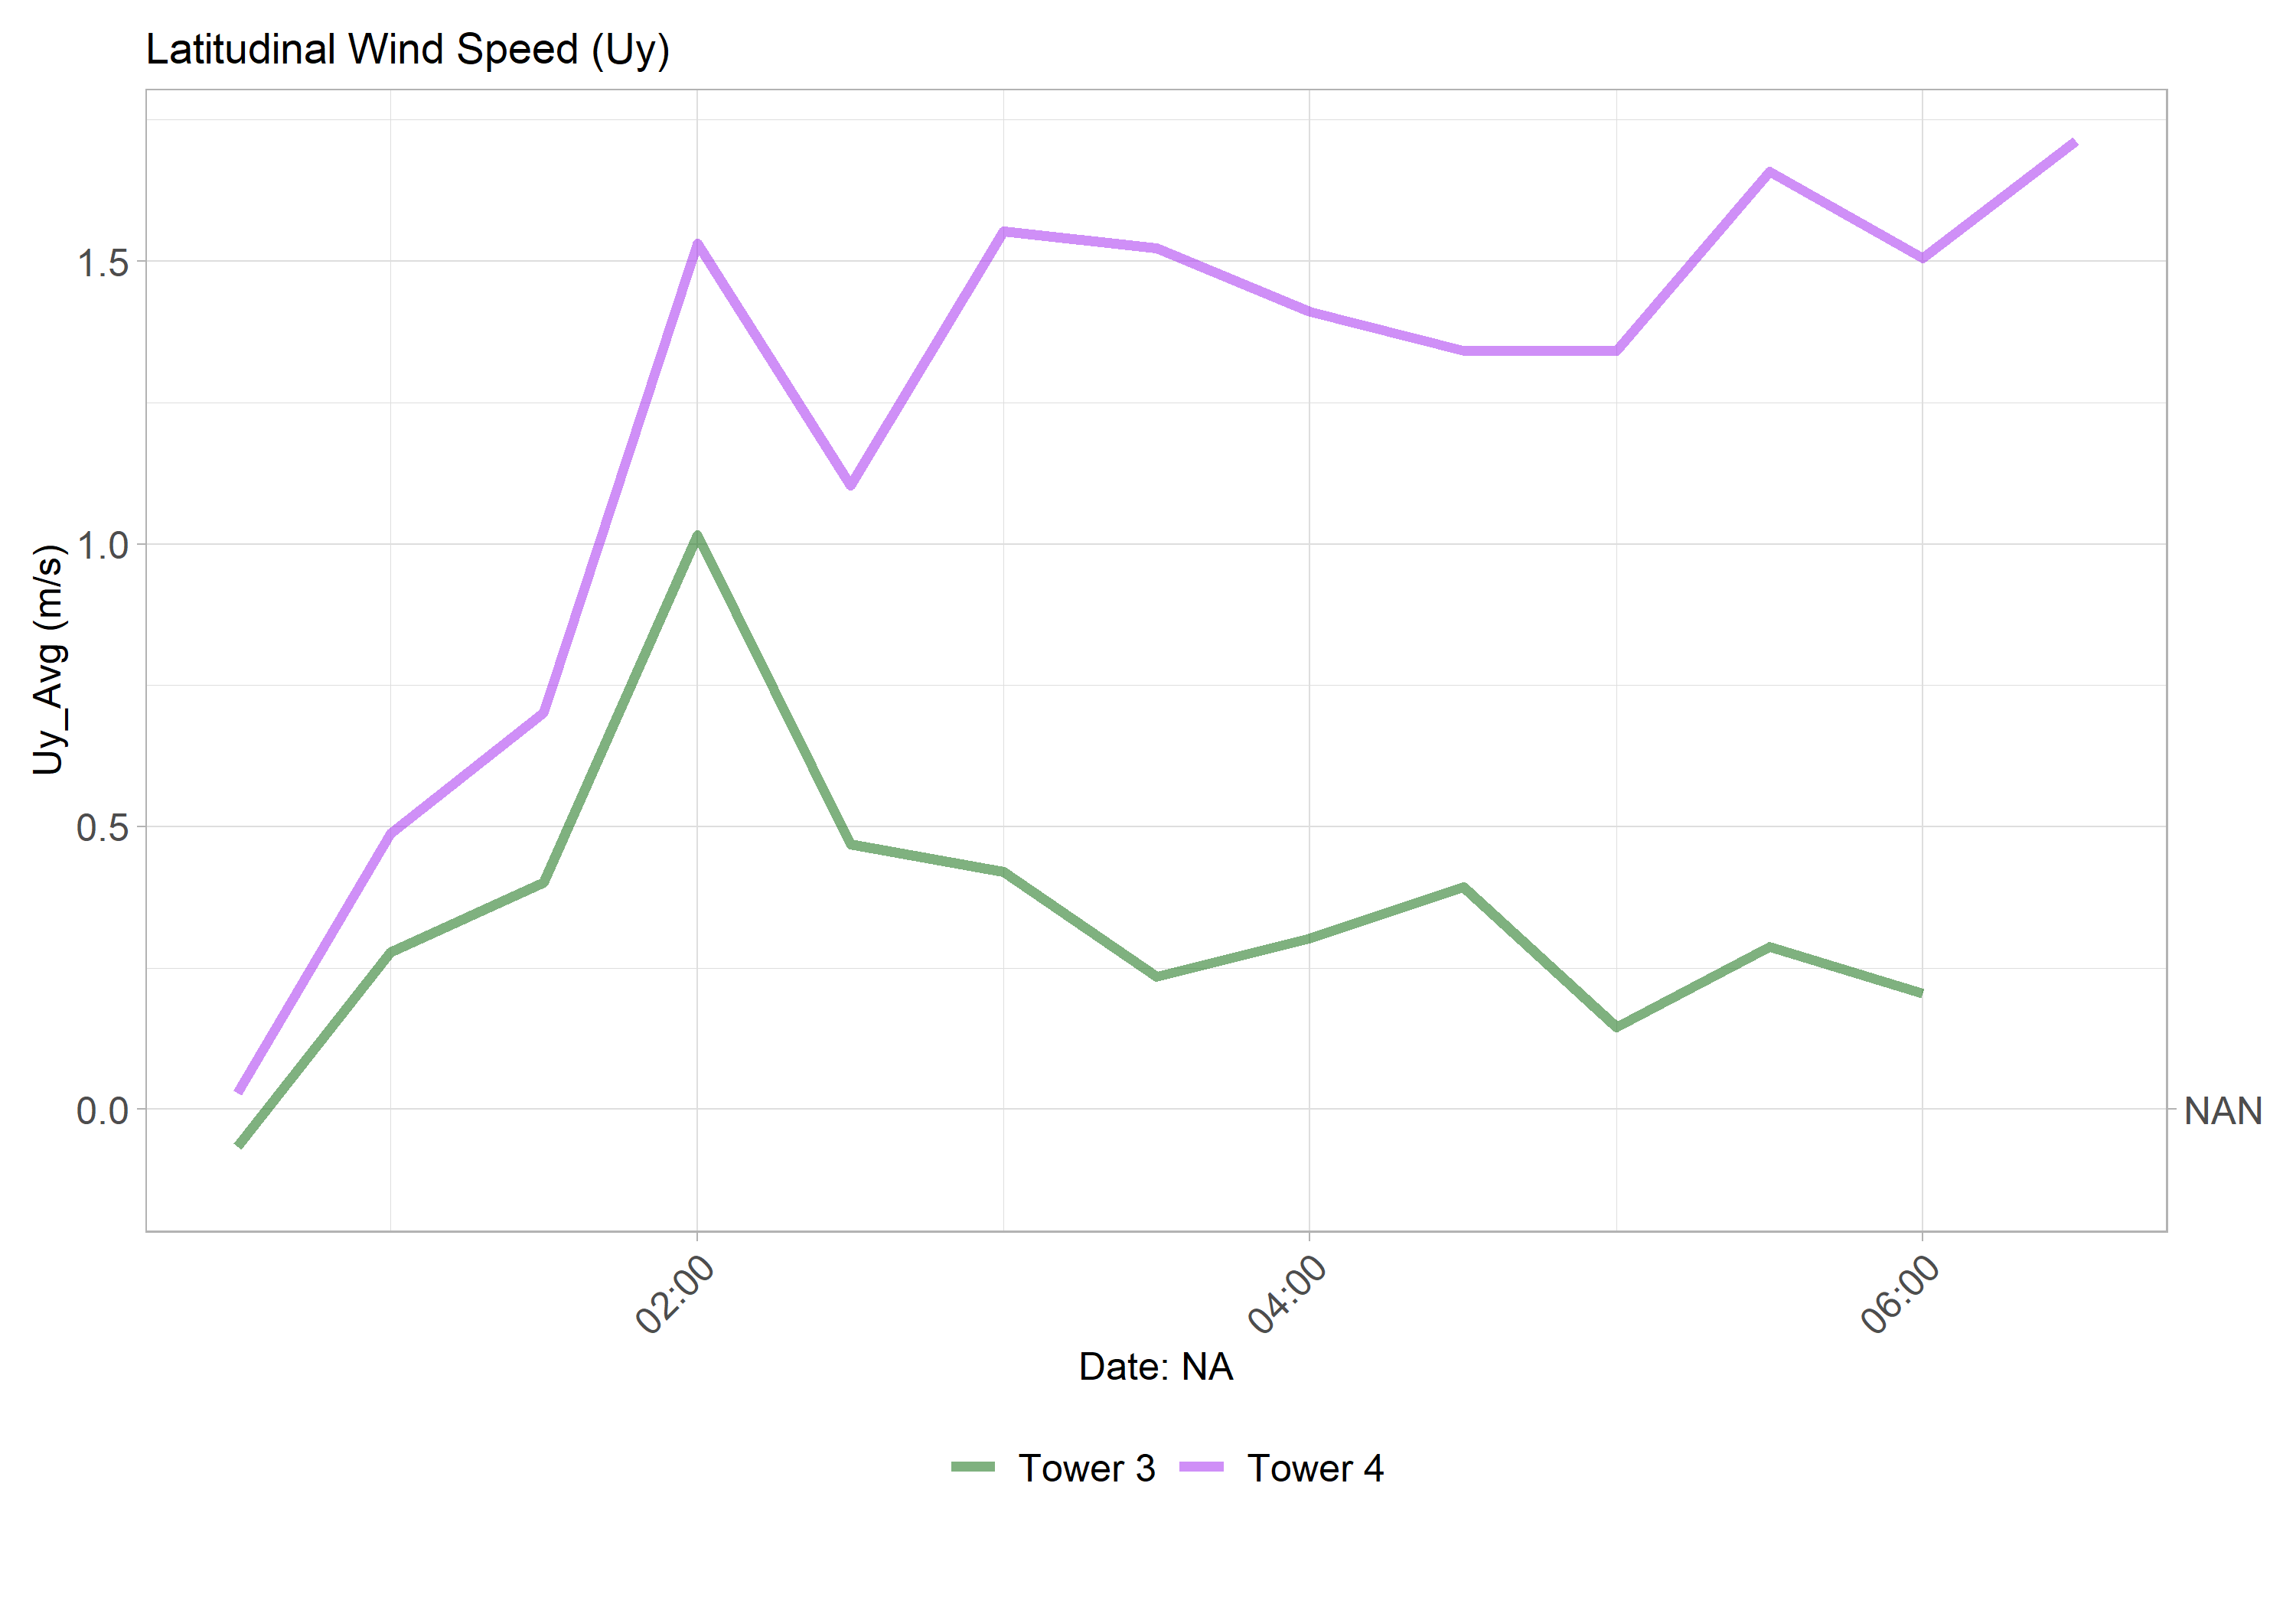 Latitudinal Wind Speed (Uy)
Uy_Avg (m/s)
1.5
1.0
0.5
0.0
NAN
02:00
04:00
06:00
Date: NA
Tower 3
Tower 4